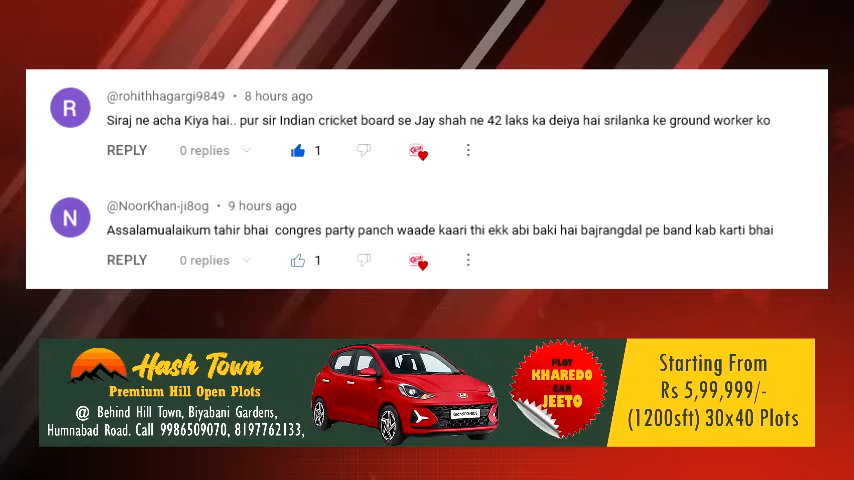 R
@rohithhagargi9849 • 8 hours ago
Siraj ne acha Kiya hai.. pur sir Indian cricket board se Jay shah ne 42 laks ka deiya hai srilanka ke ground worker ko
REPLY 0 replies 1
N
@NoorKhan-ji8og • 9 hours ago
Assalamualaikum tahir bhai congres party panch waade kaari thi ekk abi baki hai bajrangdal pe band kab karti bhai
REPLY 0 replies 1
Hash Town
Premium Hill Open Plots
@ Behind Hill Town, Biyabani Gardens,
Humnabad Road. Call 9986509070, 8197762133,
PLOT
KHAREDO
CAR
JEETO
Starting From
Rs 5,99,999/-
(1200sft) 30x40 Plots